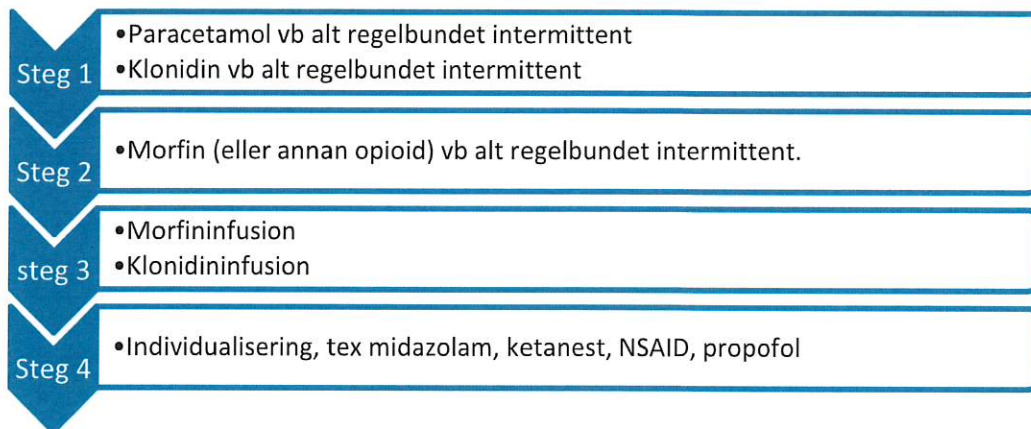 Steg 1
•Paracetamol vb alt regelbundet intermittent
•Klonidin vb alt regelbundet intermittent
Steg 2
•Morfin (eller annan opioid) vb alt regelbundet intermittent.
steg 3
•Morfininfusion
•Klonidininfusion
Steg 4
•Individualisering, tex midazolam, ketanest, NSAID, propofol